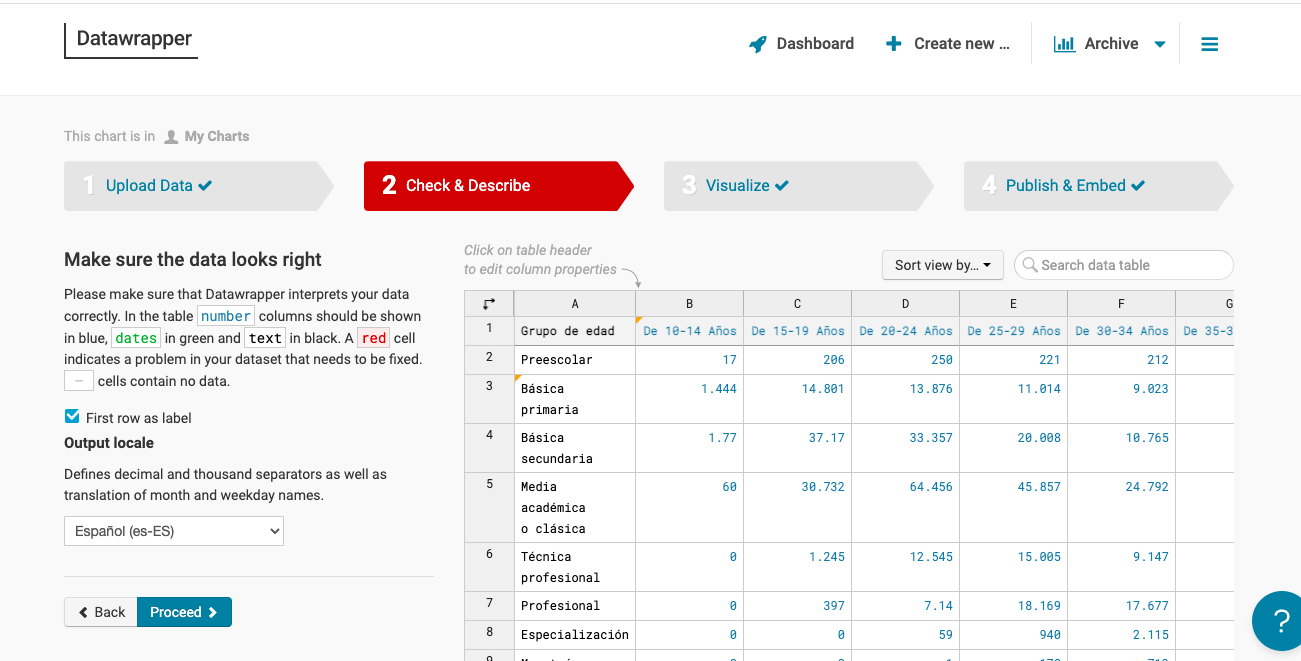 Datawrapper
Dashboard
Create new ...
Archive
This chart is in My Charts
1 Upload Data
2 Check & Describe
3 Visualize
4 Publish & Embed
Make sure the data looks right
Please make sure that Datawrapper interprets your data
correctly. In the table number columns should be shown
in blue, dates in green and text in black. A red cell
indicates a problem in your dataset that needs to be fixed.
– cells contain no data.
First row as label
Output locale
Defines decimal and thousand separators as well as
translation of month and weekday names.
Español (es-ES)
Back
Proceed
Click on table header
to edit column properties
Sort view by...
Search data table
A B C D E F G
1 Grupo de edad De 10-14 Años De 15-19 Años De 20-24 Años De 25-29 Años De 30-34 Años De 35-3
2 Preescolar 17 206 250 221 212
3 Básica 1.444 14.801 13.876 11.014 9.023
primaria
4 Básica 1.77 37.17 33.357 20.008 10.765
secundaria
5 Media 60 30.732 64.456 45.857 24.792
académica
o clásica
6 Técnica 0 1.245 12.545 15.005 9.147
profesional
7 Profesional 0 397 7.14 18.169 17.677
8 Especialización 0 0 59 940 2.115
?